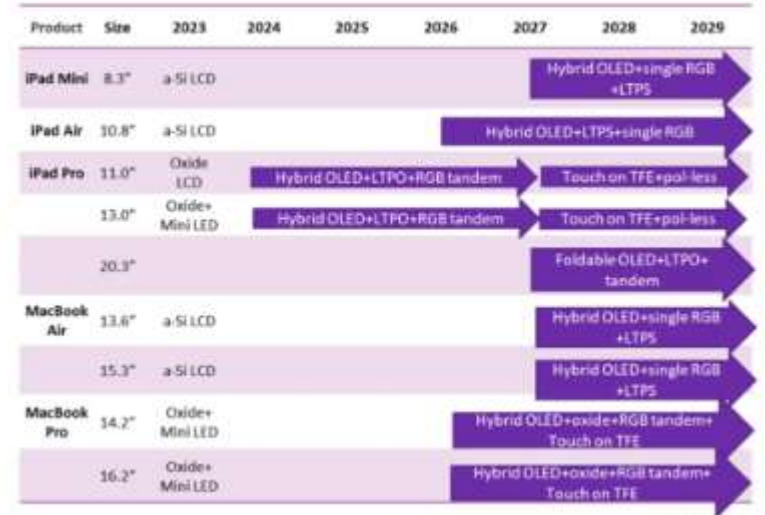 Product Size 2023 2024 2025 2026 2027 2028 2029
iPad Mini 8.3" a-Si LCD Hybrid OLED+single RGB
+LTPS
iPad Air 10.8" a-Si LCD Hybrid OLED+LTPS+single RGB
iPad Pro 11.0" Oxide
LCD Hybrid OLED+LTPO+RGB tandem Touch on TFE+pol-less
13.0" Oxide+
Mini LED Hybrid OLED+LTPO+RGB tandem Touch on TFE+pol-less
20.3" Foldable OLED+LTPO+
tandem
MacBook
Air 13.6" a-Si LCD Hybrid OLED+single RGB
+LTPS
15.3" a-Si LCD Hybrid OLED+single RGB
+LTPS
MacBook
Pro 14.2" Oxide+
Mini LED Hybrid OLED+oxide+RGB tandem+
Touch on TFE
16.2" Oxide+
Mini LED Hybrid OLED+oxide+RGB tandem+
Touch on TFE